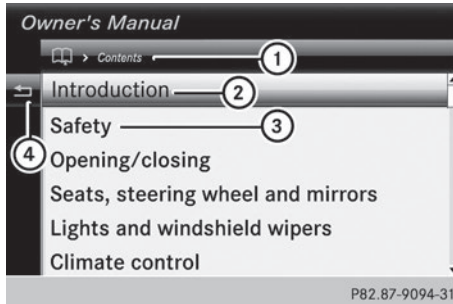 Owner's Manual
> Contents 1
Introduction 2
Safety 3
4
Opening/closing
Seats, steering wheel and mirrors
Lights and windshield wipers
Climate control
P82.87-9094-31